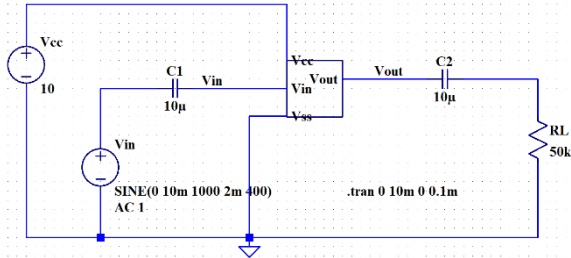 Vcc
10
C1
10µ
Vin
Vin
SINE(0 10m 1000 2m 400)
AC 1
Vcc
Vin
Vout
Vss
Vout
C2
10µ
RL
50k
.tran 0 10m 0 0.1m